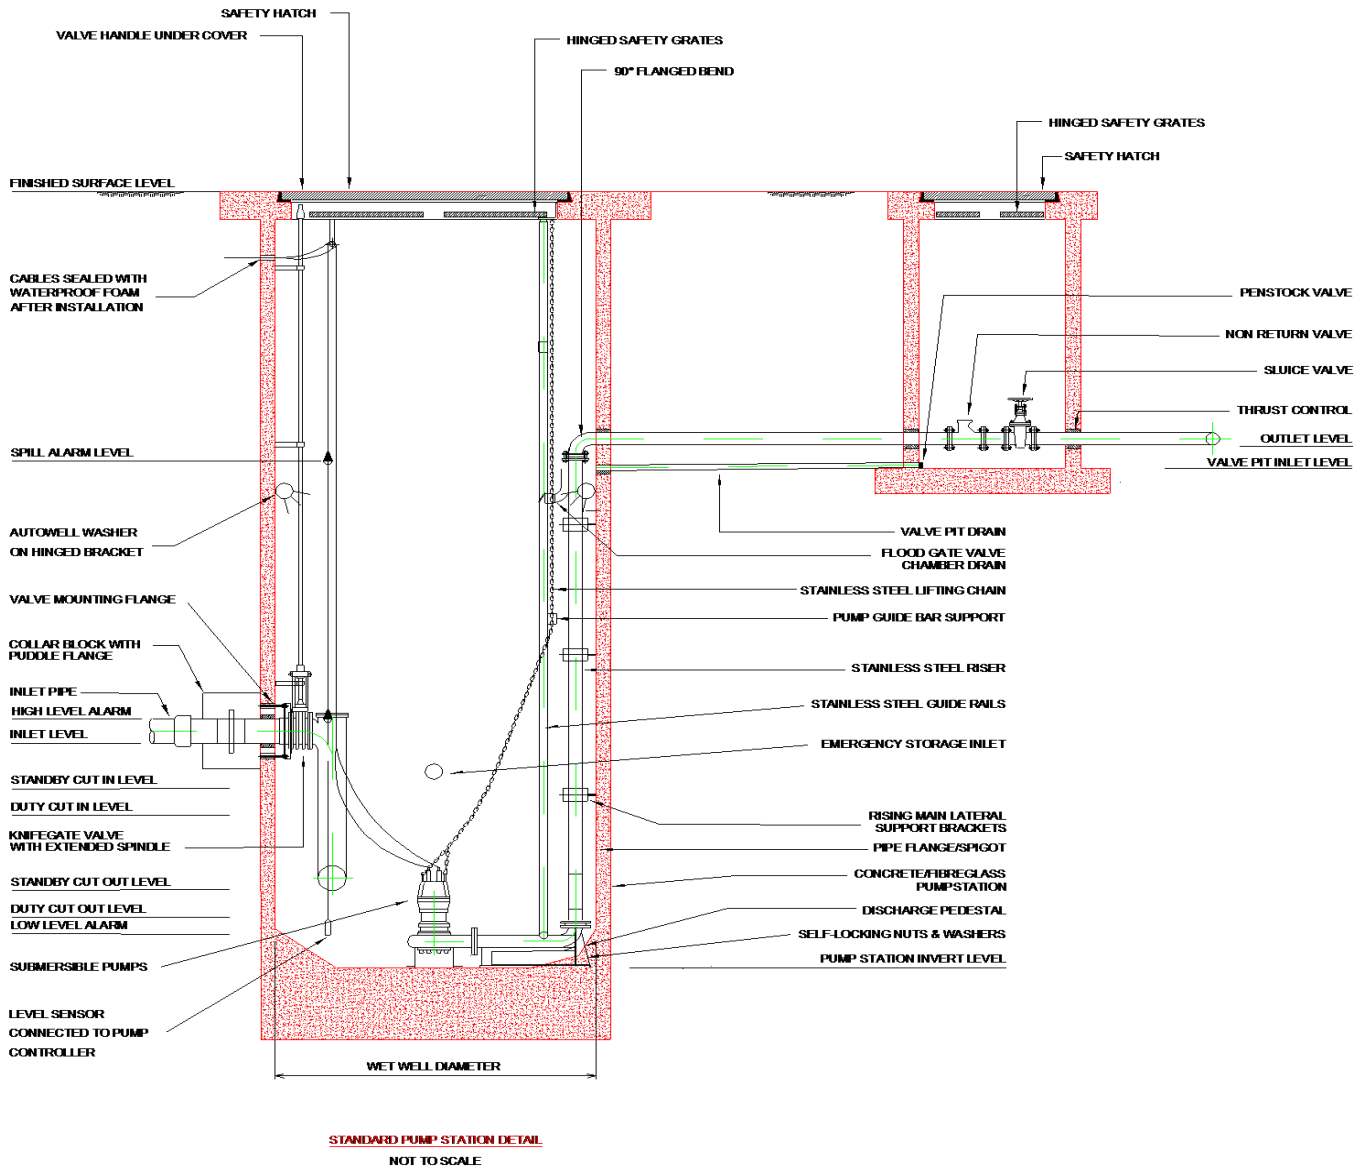 SAFETY HATCH
VALVE HANDLE UNDER COVER
HINGED SAFETY GRATES
90° FLANGED BEND
HINGED SAFETY GRATES
SAFETY HATCH
FINISHED SURFACE LEVEL
CABLES SEALED WITH
WATERPROOF FOAM
AFTER INSTALLATION
PENSTOCK VALVE
NON RETURN VALVE
SLUICE VALVE
THRUST CONTROL
OUTLET LEVEL
VALVE PIT INLET LEVEL
SPILL ALARM LEVEL
AUTOWELL WASHER
ON HINGED BRACKET
VALVE PIT DRAIN
FLOOD GATE VALVE
CHAMBER DRAIN
STAINLESS STEEL LIFTING CHAIN
VALVE MOUNTING FLANGE
PUMP GUIDE BAR SUPPORT
COLLAR BLOCK WITH
PUDDLE FLANGE
STAINLESS STEEL RISER
INLET PIPE
STAINLESS STEEL GUIDE RAILS
HIGH LEVEL ALARM
INLET LEVEL
EMERGENCY STORAGE INLET
STANDBY CUT IN LEVEL
DUTY CUT IN LEVEL
RISING MAIN LATERAL
SUPPORT BRACKETS
KNIFEGATE VALVE
WITH EXTENDED SPINDLE
PIPE FLANGE/SPIGOT
STANDBY CUT OUT LEVEL
CONCRETE/FIBREGLASS
PUMPSTATION
DUTY CUT OUT LEVEL
DISCHARGE PEDESTAL
LOW LEVEL ALARM
SELF-LOCKING NUTS & WASHERS
PUMP STATION INVERT LEVEL
SUBMERSIBLE PUMPS
LEVEL SENSOR
CONNECTED TO PUMP
CONTROLLER
WET WELL DIAMETER
STANDARD PUMP STATION DETAIL
NOT TO SCALE